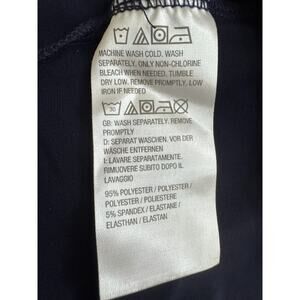 MACHINE WASH COLD. WASH
SEPARATELY. ONLY NON-CHLORINE
BLEACH WHEN NEEDED. TUMBLE
DRY LOW. REMOVE PROMPTLY. LOW
IRON IF NEEDED
30
GB: WASH SEPARATELY. REMOVE
PROMPTLY
D: SEPARAT WASCHEN. VOR DER
WÄSCHE ENTFERNEN
I: LAVARE SEPARATAMENTE.
RIMUOVERE SUBITO DOPO IL
LAVAGGIO
95% POLYESTER / POLYESTER /
POLYESTER / POLIESTERE
5% SPANDEX / ELASTANE /
ELASTHAN / ELASTAN